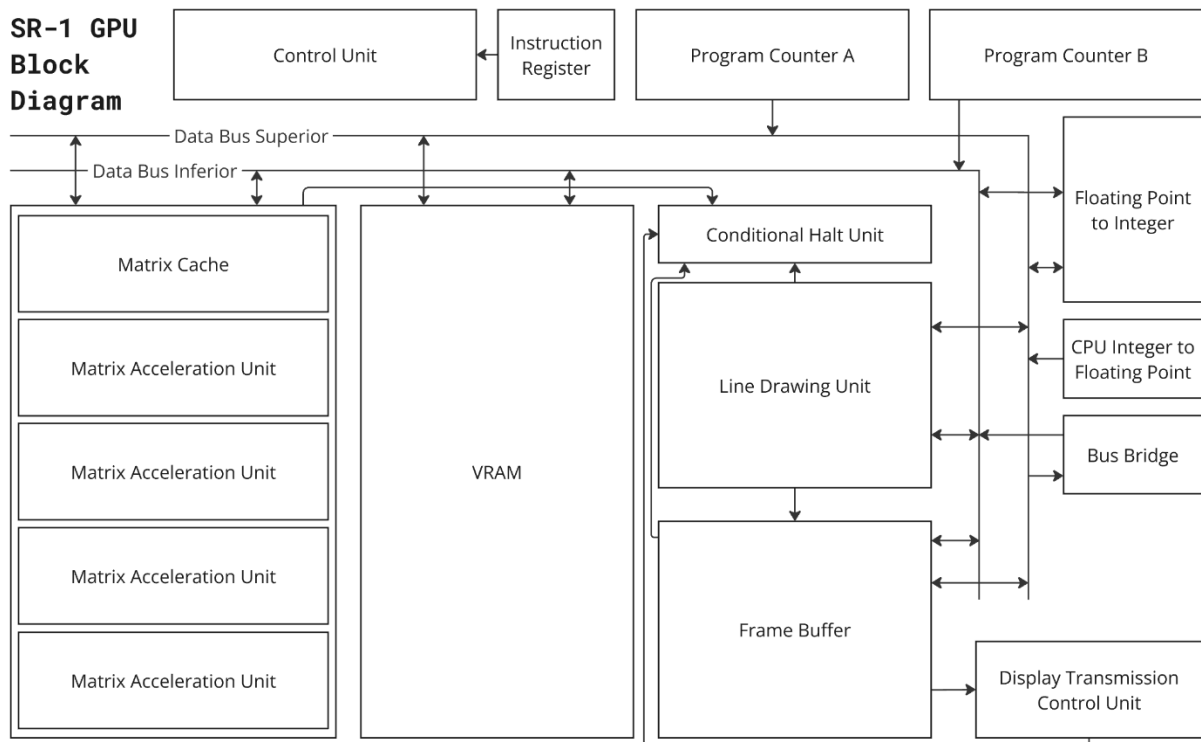 SR-1 GPU
Block
Diagram
Control Unit
Instruction
Register
Program Counter A
Program Counter B
Data Bus Superior
Data Bus Inferior
Floating Point
to Integer
Conditional Halt Unit
Matrix Cache
CPU Integer to
Floating Point
Matrix Acceleration Unit
Line Drawing Unit
Bus Bridge
Matrix Acceleration Unit
VRAM
Matrix Acceleration Unit
Frame Buffer
Matrix Acceleration Unit
Display Transmission
Control Unit